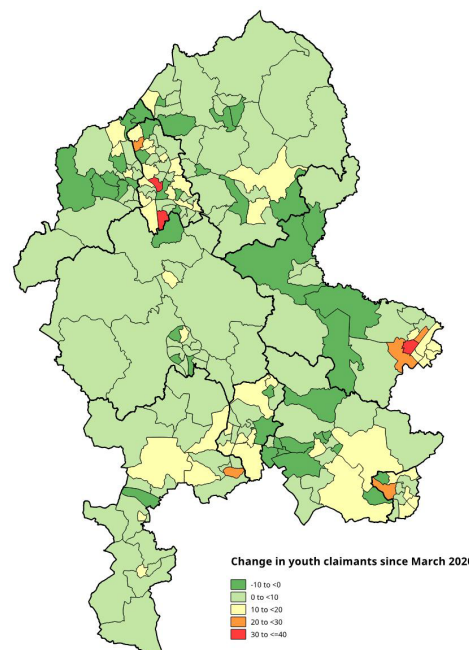 Change in youth claimants since March 2020
-10 to <0
0 to <10
10 to <20
20 to <30
30 to <=40